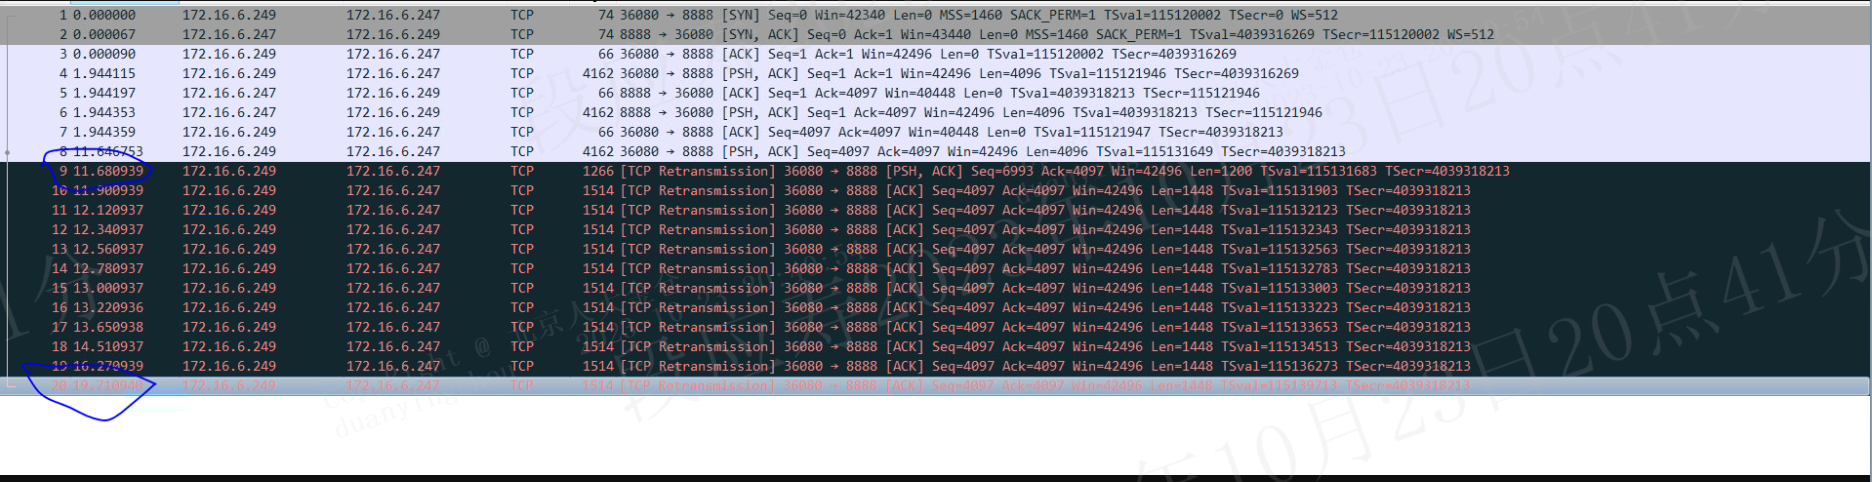 1 0.000000 172.16.6.249 172.16.6.247 TCP 74 36080 → 8888 [SYN] Seq=0 Win=42340 Len=0 MSS=1460 SACK_PERM=1 TSval=115120002 TSecr=0 WS=512
2 0.000067 172.16.6.247 172.16.6.249 TCP 74 8888 → 36080 [SYN, ACK] Seq=0 Ack=1 Win=43440 Len=0 MSS=1460 SACK_PERM=1 TSval=4039316269 TSecr=115120002 WS=512
3 0.000090 172.16.6.249 172.16.6.247 TCP 66 36080 → 8888 [ACK] Seq=1 Ack=1 Win=42496 Len=0 TSval=115120002 TSecr=4039316269
4 1.944115 172.16.6.249 172.16.6.247 TCP 4162 36080 → 8888 [PSH, ACK] Seq=1 Ack=1 Win=42496 Len=4096 TSval=115121946 TSecr=4039316269
5 1.944197 172.16.6.247 172.16.6.249 TCP 66 8888 → 36080 [ACK] Seq=1 Ack=4097 Win=40448 Len=0 TSval=4039318213 TSecr=115121946
6 1.944353 172.16.6.247 172.16.6.249 TCP 4162 8888 → 36080 [PSH, ACK] Seq=1 Ack=4097 Win=42496 Len=4096 TSval=4039318213 TSecr=115121946
7 1.944359 172.16.6.249 172.16.6.247 TCP 66 36080 → 8888 [ACK] Seq=4097 Ack=4097 Win=40448 Len=0 TSval=115121947 TSecr=4039318213
8 11.646753 172.16.6.249 172.16.6.247 TCP 4162 36080 → 8888 [PSH, ACK] Seq=4097 Ack=4097 Win=42496 Len=4096 TSval=115131649 TSecr=4039318213
9 11.680939 172.16.6.249 172.16.6.247 TCP 1266 [TCP Retransmission] 36080 → 8888 [PSH, ACK] Seq=6993 Ack=4097 Win=42496 Len=1200 TSval=115131683 TSecr=4039318213
10 11.900939 172.16.6.249 172.16.6.247 TCP 1514 [TCP Retransmission] 36080 → 8888 [ACK] Seq=4097 Ack=4097 Win=42496 Len=1448 TSval=115131903 TSecr=4039318213
11 12.120937 172.16.6.249 172.16.6.247 TCP 1514 [TCP Retransmission] 36080 → 8888 [ACK] Seq=4097 Ack=4097 Win=42496 Len=1448 TSval=115132123 TSecr=4039318213
12 12.340937 172.16.6.249 172.16.6.247 TCP 1514 [TCP Retransmission] 36080 → 8888 [ACK] Seq=4097 Ack=4097 Win=42496 Len=1448 TSval=115132343 TSecr=4039318213
13 12.560937 172.16.6.249 172.16.6.247 TCP 1514 [TCP Retransmission] 36080 → 8888 [ACK] Seq=4097 Ack=4097 Win=42496 Len=1448 TSval=115132563 TSecr=4039318213
14 12.780937 172.16.6.249 172.16.6.247 TCP 1514 [TCP Retransmission] 36080 → 8888 [ACK] Seq=4097 Ack=4097 Win=42496 Len=1448 TSval=115132783 TSecr=4039318213
15 13.000937 172.16.6.249 172.16.6.247 TCP 1514 [TCP Retransmission] 36080 → 8888 [ACK] Seq=4097 Ack=4097 Win=42496 Len=1448 TSval=115133003 TSecr=4039318213
16 13.220936 172.16.6.249 172.16.6.247 TCP 1514 [TCP Retransmission] 36080 → 8888 [ACK] Seq=4097 Ack=4097 Win=42496 Len=1448 TSval=115133223 TSecr=4039318213
17 13.650938 172.16.6.249 172.16.6.247 TCP 1514 [TCP Retransmission] 36080 → 8888 [ACK] Seq=4097 Ack=4097 Win=42496 Len=1448 TSval=115133653 TSecr=4039318213
18 14.510937 172.16.6.249 172.16.6.247 TCP 1514 [TCP Retransmission] 36080 → 8888 [ACK] Seq=4097 Ack=4097 Win=42496 Len=1448 TSval=115134513 TSecr=4039318213
19 16.270939 172.16.6.249 172.16.6.247 TCP 1514 [TCP Retransmission] 36080 → 8888 [ACK] Seq=4097 Ack=4097 Win=42496 Len=1448 TSval=115136273 TSecr=4039318213
20 19.710940 172.16.6.249 172.16.6.247 TCP 1514 [TCP Retransmission] 36080 → 8888 [ACK] Seq=4097 Ack=4097 Win=42496 Len=1448 TSval=115139713 TSecr=4039318213
2023年10月23日20点41分